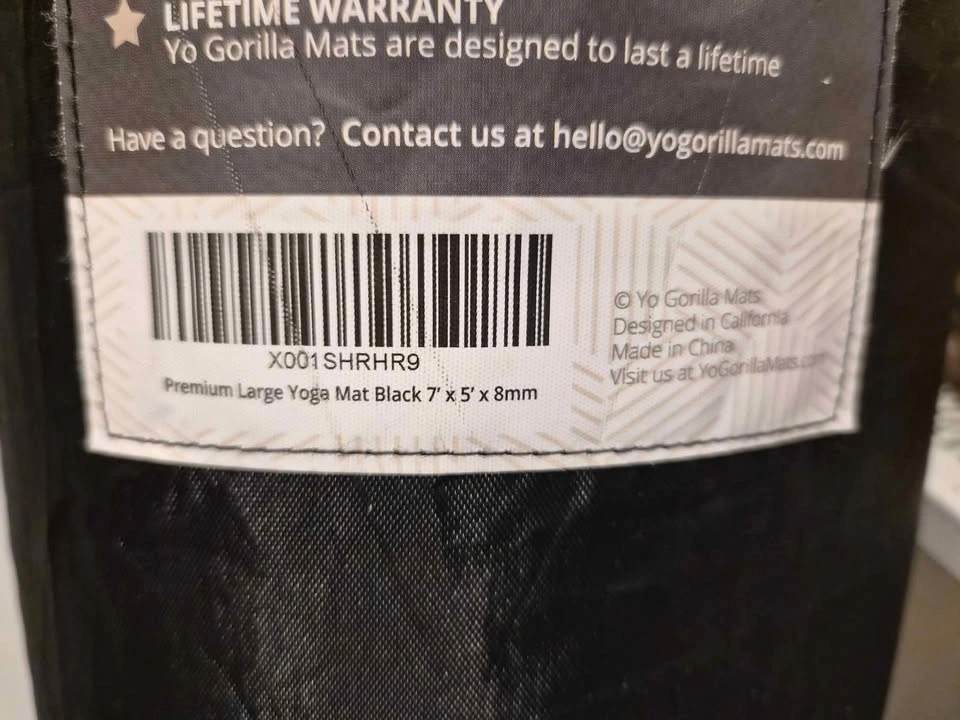 LIFETIME WARRANTY
Yo Gorilla Mats are designed to last a lifetime
Have a question? Contact us at hello@yogorillamats.com
X001SHRHR9
Premium Large Yoga Mat Black 7' x 5' x 8mm
© Yo Gorilla Mats
Designed in California
Made in China
Visit us at YoGorillaMats.com